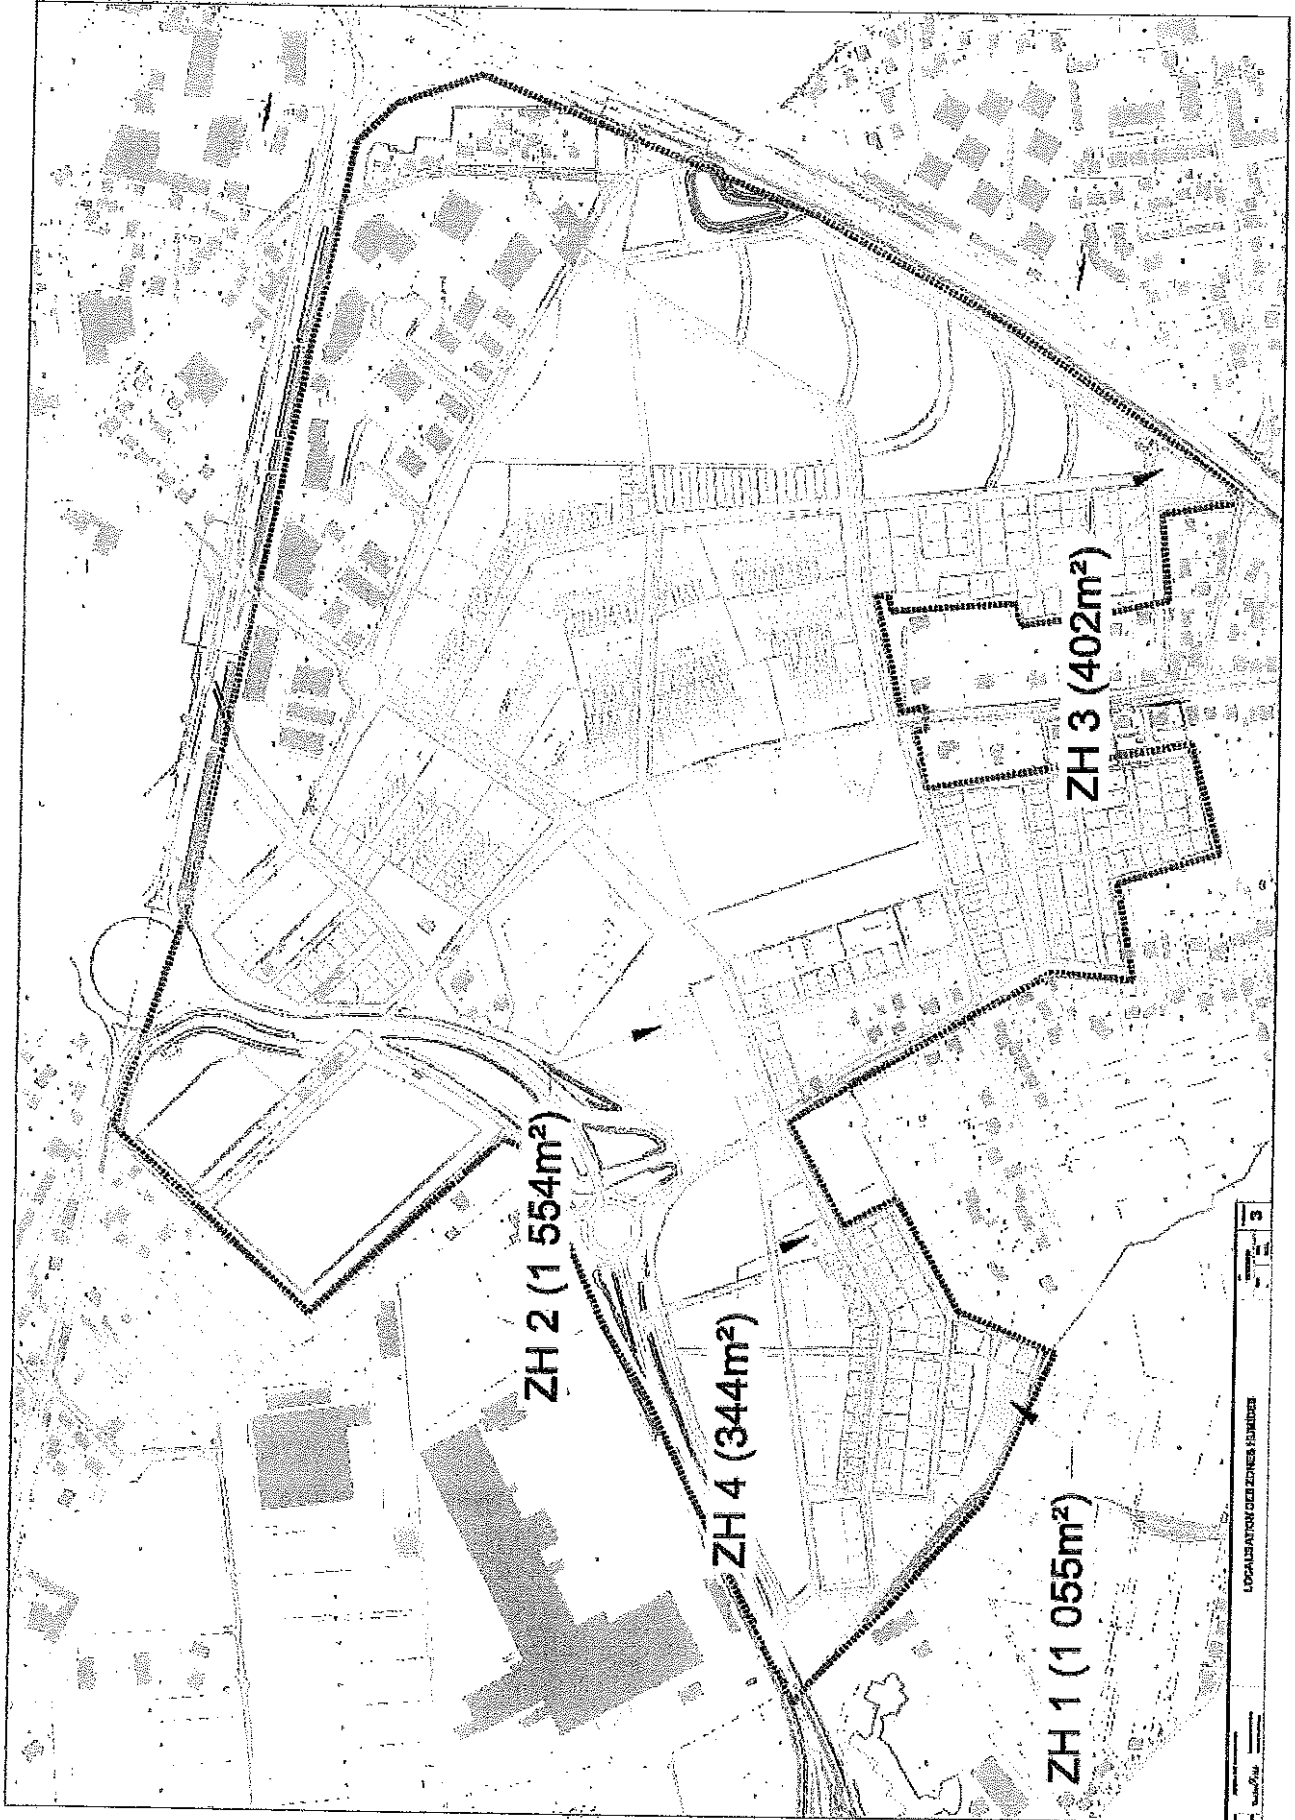 ZH 2 (1 554m²)
ZH 4 (344m²)
ZH 3 (402m²)
ZH 1 (1 055m²)
LOCALISATION DES ZONES HUMIDES
3